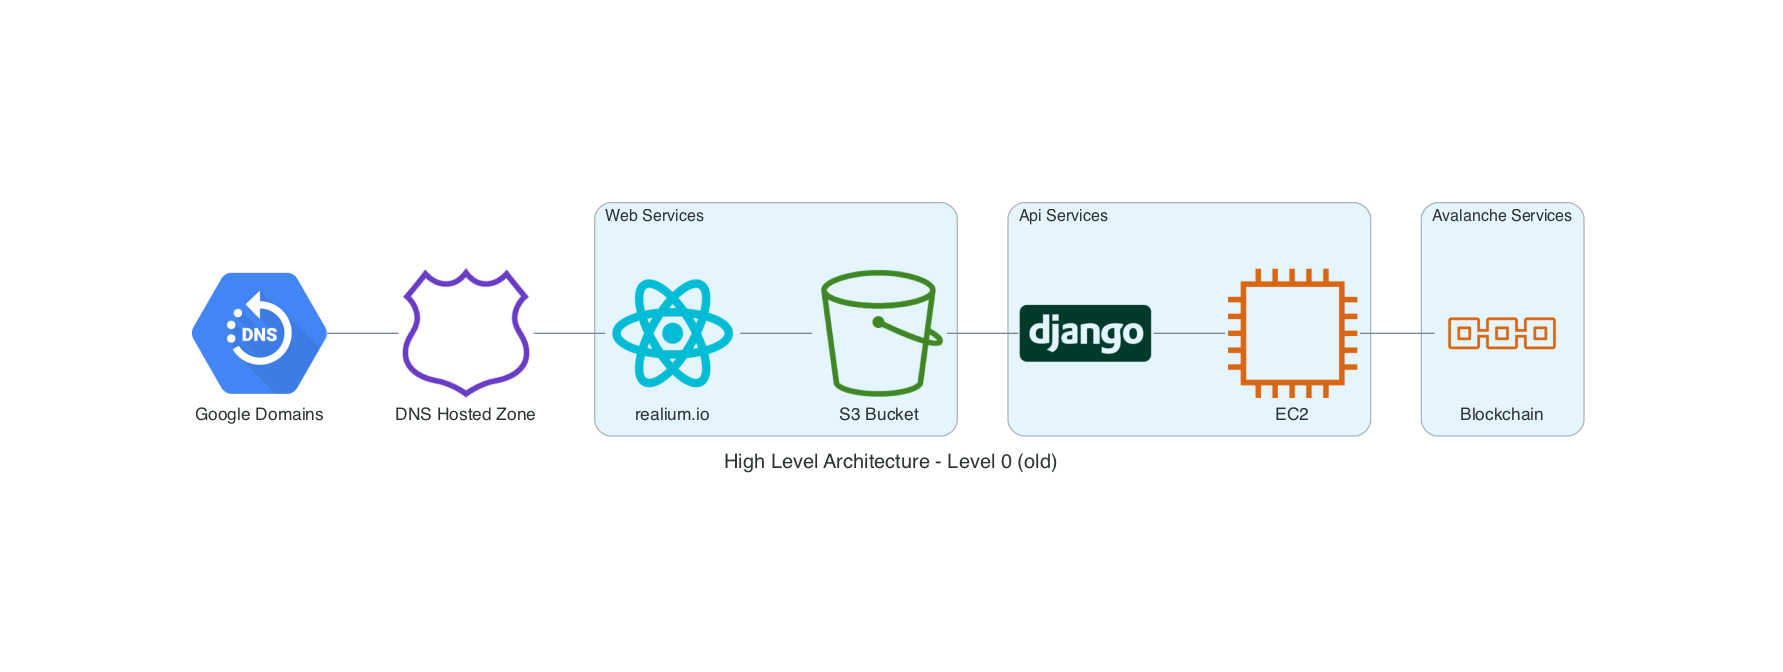 Web Services
Api Services
Avalanche Services
DNS
django
Google Domains
DNS Hosted Zone
realium.io
S3 Bucket
EC2
Blockchain
High Level Architecture - Level 0 (old)